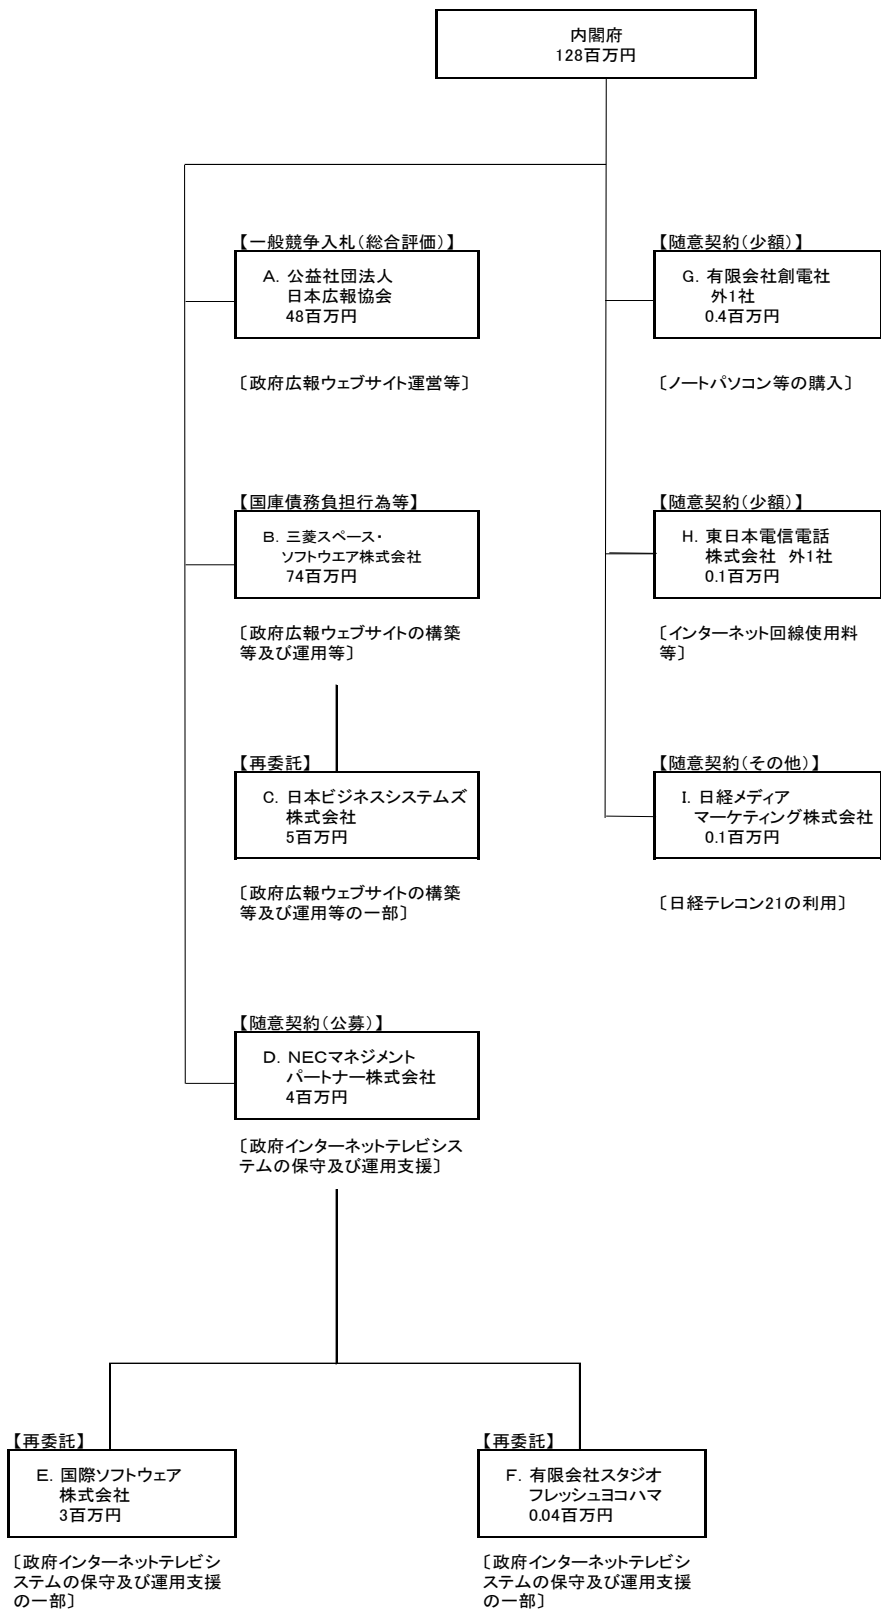 内閣府
128百万円
【一般競争入札(総合評価)】
A. 公益社団法人
日本広報協会
48百万円
〔政府広報ウェブサイト運営等〕
【国庫債務負担行為等】
B. 三菱スペース・
ソフトウエア株式会社
74百万円
〔政府広報ウェブサイトの構築
等及び運用等〕
【再委託】
C. 日本ビジネスシステムズ
株式会社
5百万円
〔政府広報ウェブサイトの構築
等及び運用等の一部〕
【随意契約(公募)】
D. NECマネジメント
パートナー株式会社
4百万円
〔政府インターネットテレビシス
テムの保守及び運用支援〕
【再委託】
E. 国際ソフトウェア
株式会社
3百万円
〔政府インターネットテレビシ
ステムの保守及び運用支援
の一部〕
【再委託】
F. 有限会社スタジオ
フレッシュヨコハマ
0.04百万円
〔政府インターネットテレビシ
ステムの保守及び運用支援
の一部〕
【随意契約(少額)】
G. 有限会社創電社
外1社
0.4百万円
〔ノートパソコン等の購入〕
【随意契約(少額)】
H. 東日本電信電話
株式会社 外1社
0.1百万円
〔インターネット回線使用料
等〕
【随意契約(その他)】
I. 日経メディア
マーケティング株式会社
0.1百万円
〔日経テレコン21の利用〕